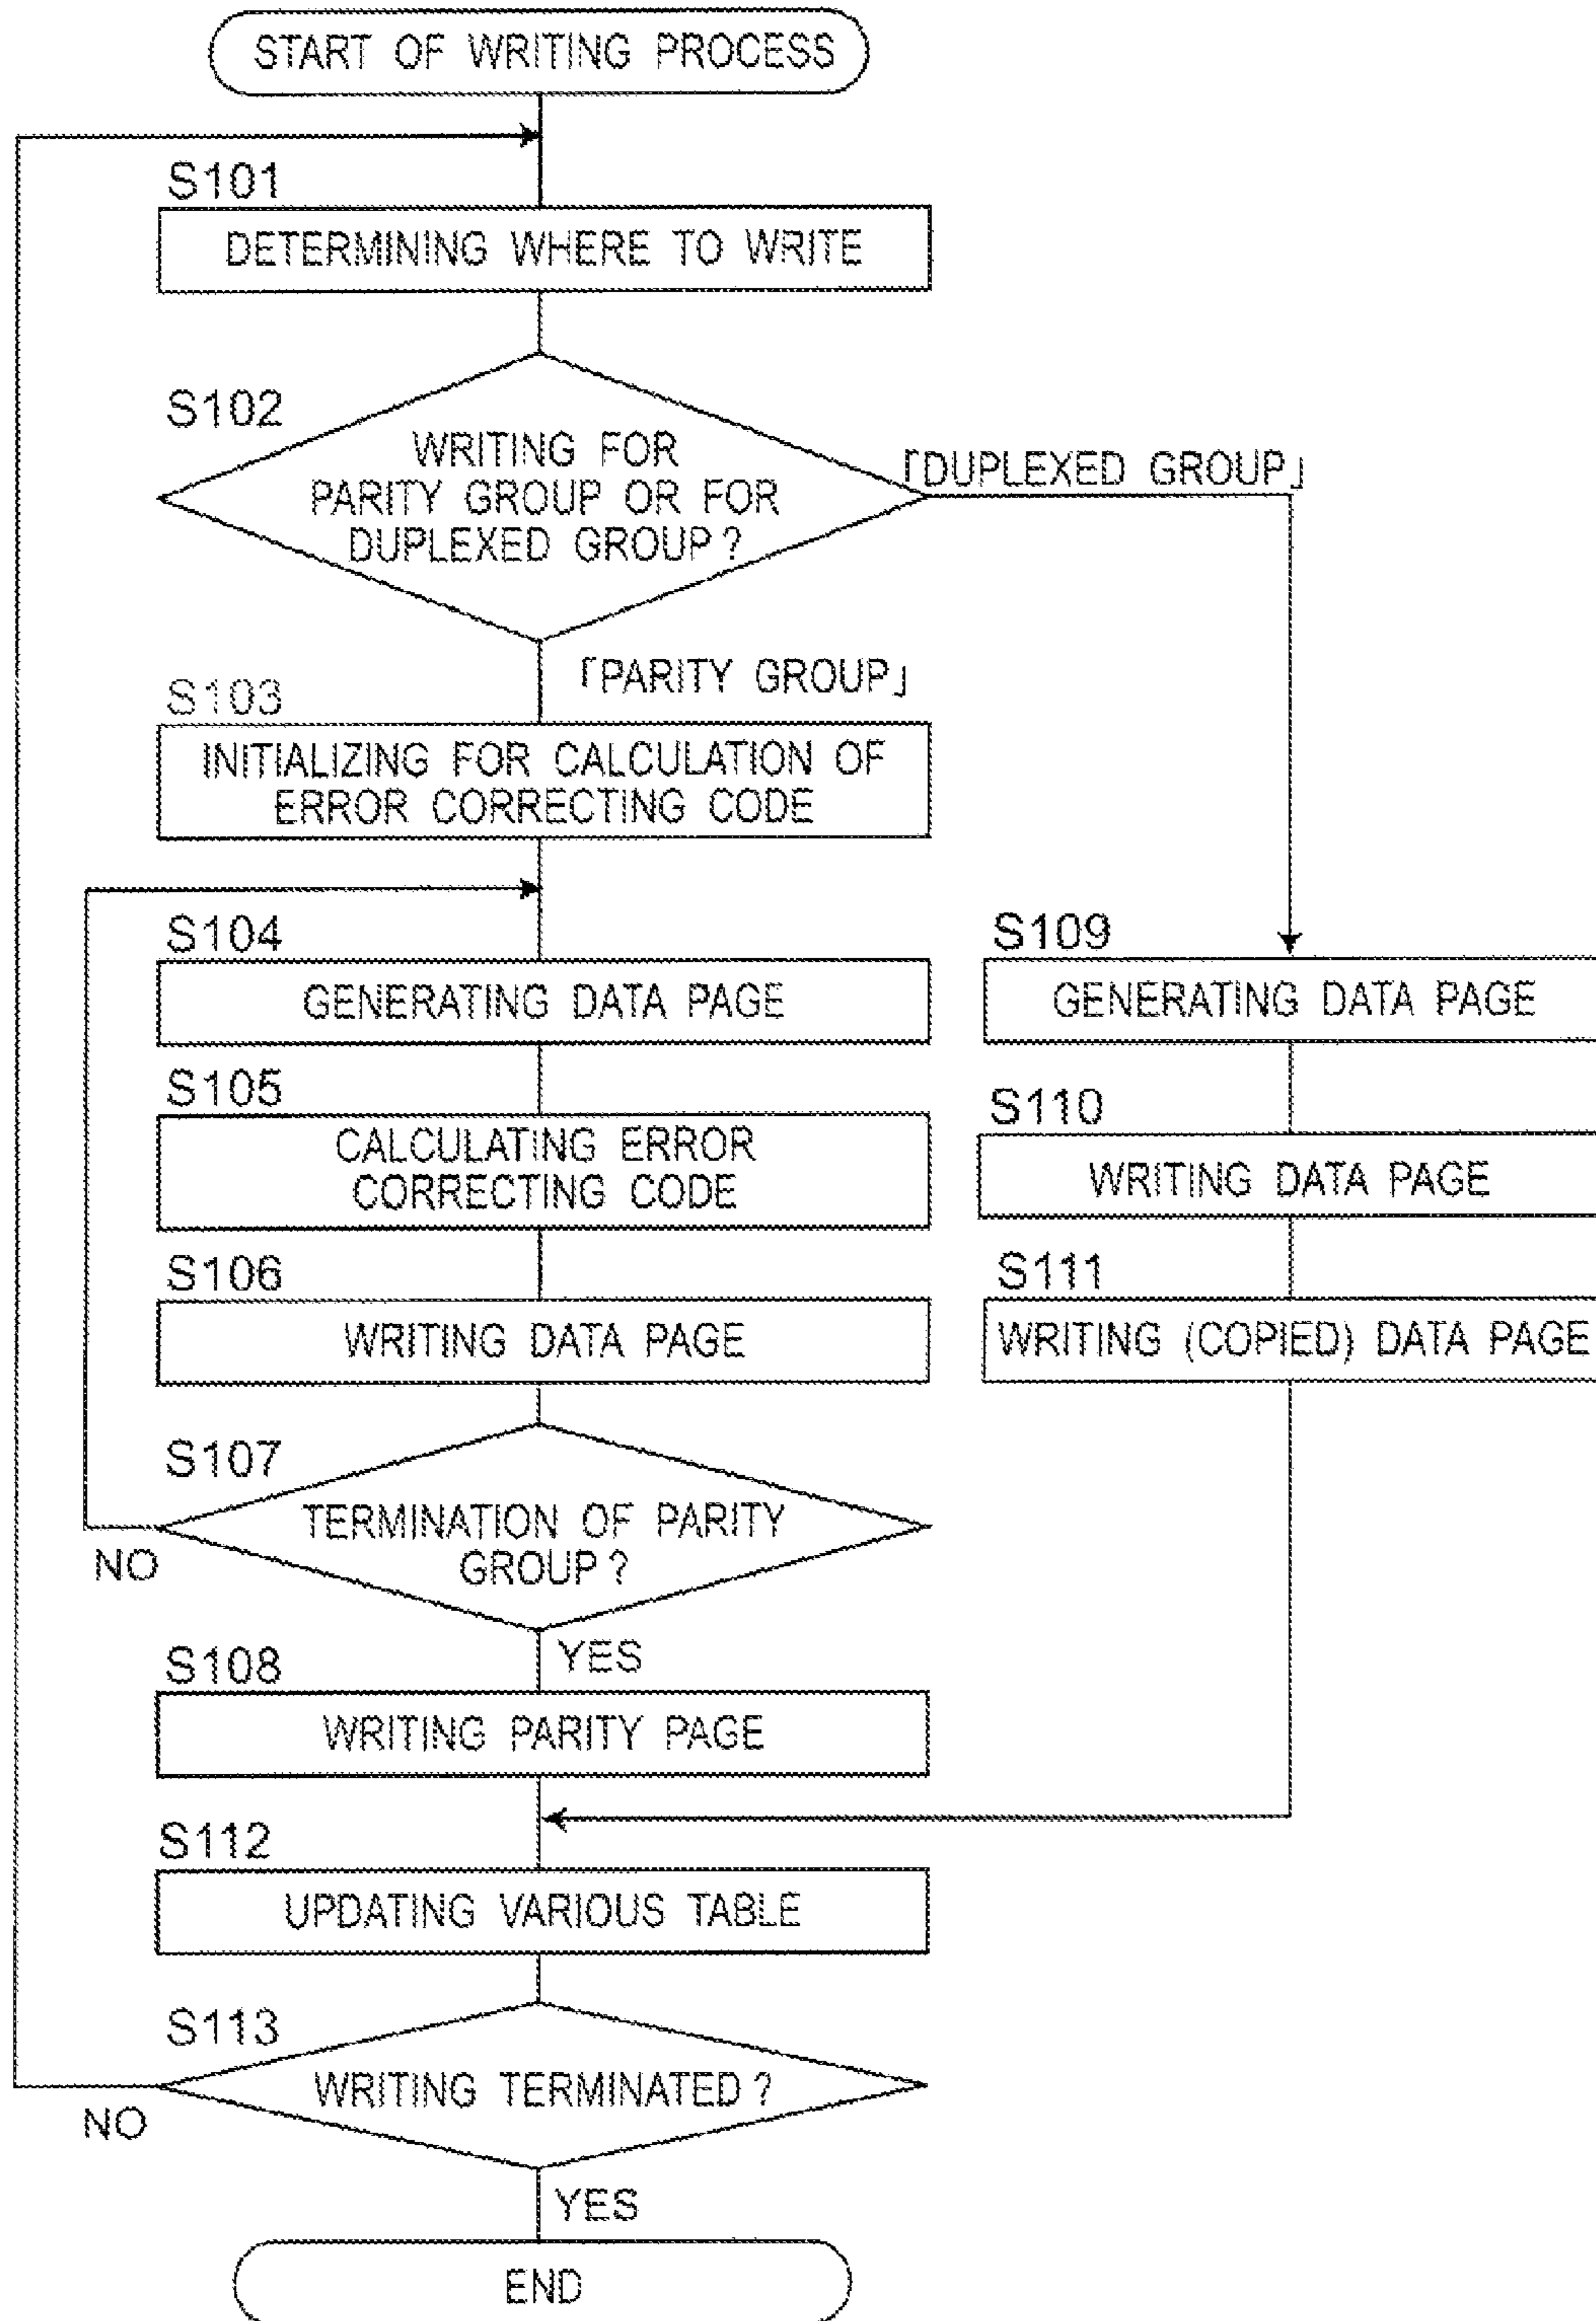 START OF WRITING PROCESS
S101
DETERMINING WHERE TO WRITE
S102
WRITING FOR
PARITY GROUP OR FOR
DUPLEXED GROUP?
「DUPLEXED GROUP」
「PARITY GROUP」
S103
INITIALIZING FOR CALCULATION OF
ERROR CORRECTING CODE
S104
GENERATING DATA PAGE
S105
CALCULATING ERROR
CORRECTING CODE
S106
WRITING DATA PAGE
S107
TERMINATION OF PARITY
GROUP?
NO
YES
S108
WRITING PARITY PAGE
S109
GENERATING DATA PAGE
S110
WRITING DATA PAGE
S111
WRITING (COPIED) DATA PAGE
S112
UPDATING VARIOUS TABLE
S113
WRITING TERMINATED?
NO
YES
END